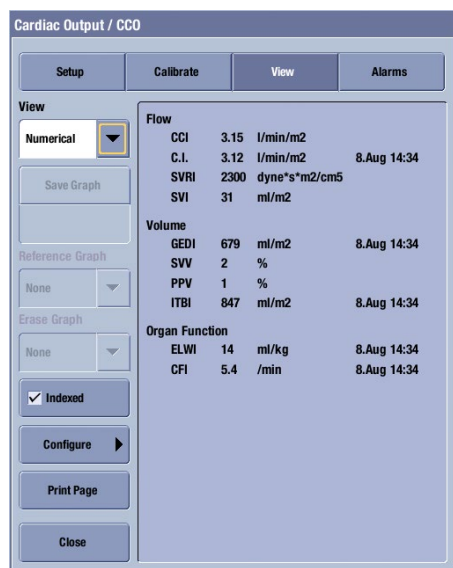 Cardiac Output / CCO
Setup
Calibrate
View
Alarms
View
Numerical
Save Graph
Reference Graph
None
Erase Graph
None
Indexed
Configure
Print Page
Close
Flow
CCI 3.15 l/min/m2
C.I. 3.12 l/min/m2 8.Aug 14:34
SVRI 2300 dyne*s*m2/cm5
SVI 31 ml/m2
Volume
GEDI 679 ml/m2 8.Aug 14:34
SVV 2 %
PPV 1 %
ITBI 847 ml/m2 8.Aug 14:34
Organ Function
ELWI 14 ml/kg 8.Aug 14:34
CFI 5.4 /min 8.Aug 14:34